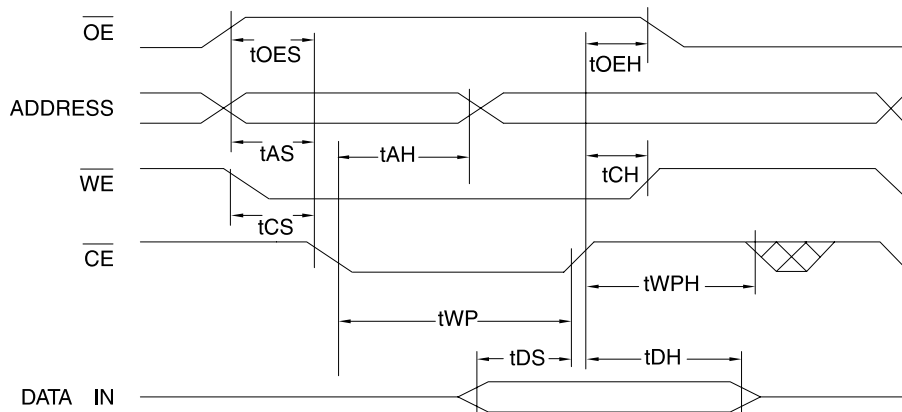 OE
tOES
tOEH
ADDRESS
tAS
tAH
WE
tCH
tCS
CE
tWPH
tWP
tDS
tDH
DATA IN